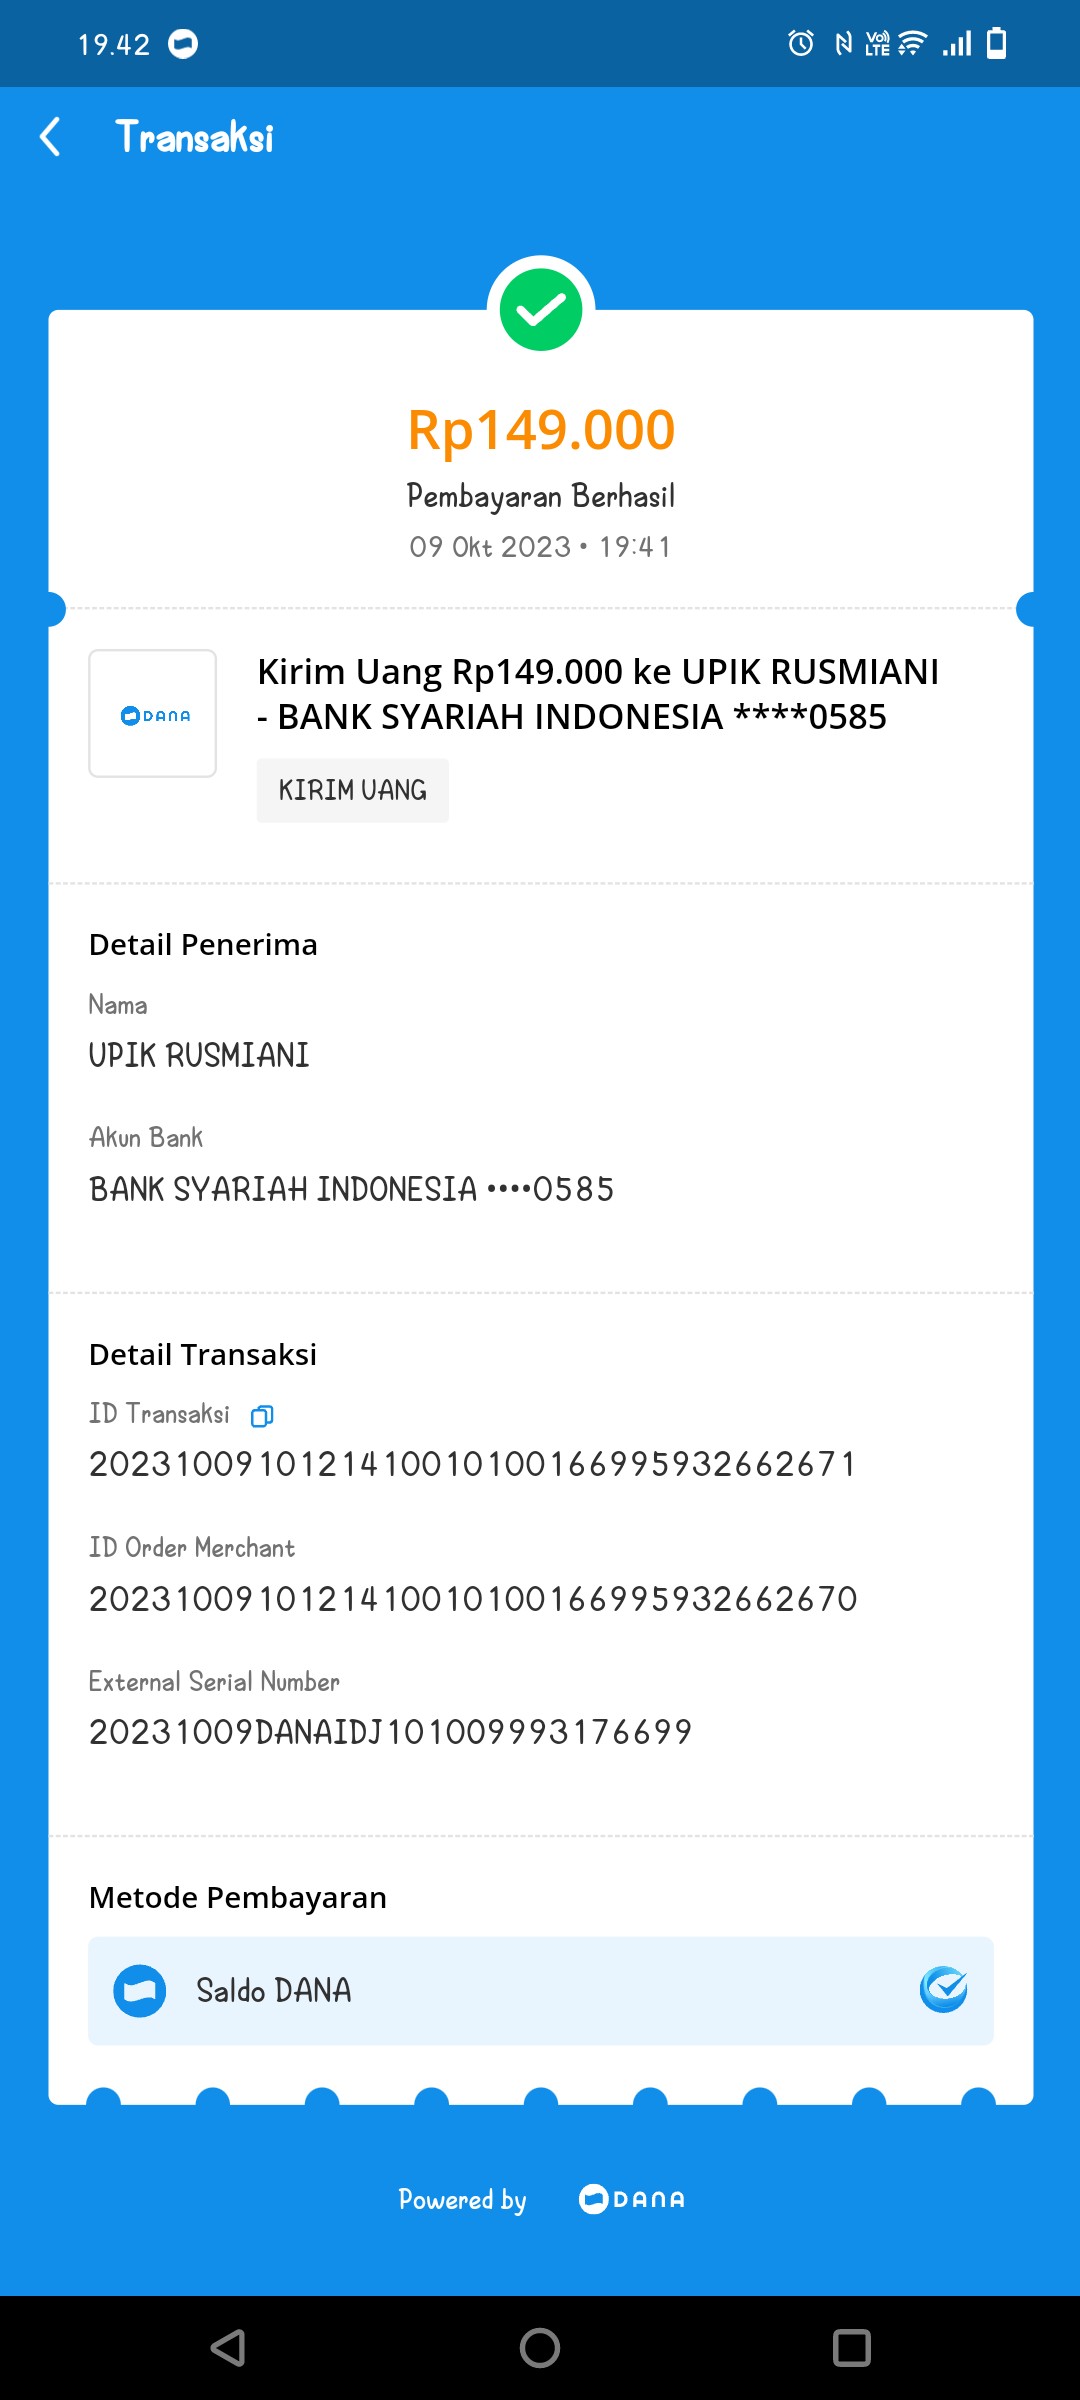 19.42
Vo) LTE
Transaksi
Rp149.000
Pembayaran Berhasil
09 Okt 2023 • 19:41
DANA
Kirim Uang Rp149.000 ke UPIK RUSMIANI
- BANK SYARIAH INDONESIA ****0585
KIRIM UANG
Detail Penerima
Nama
UPIK RUSMIANI
Akun Bank
BANK SYARIAH INDONESIA ••••0585
Detail Transaksi
ID Transaksi
2023100910121410010100166995932662671
ID Order Merchant
2023100910121410010100166995932662670
External Serial Number
20231009DANAIDJ101009993176699
Metode Pembayaran
Saldo DANA
Powered by DANA